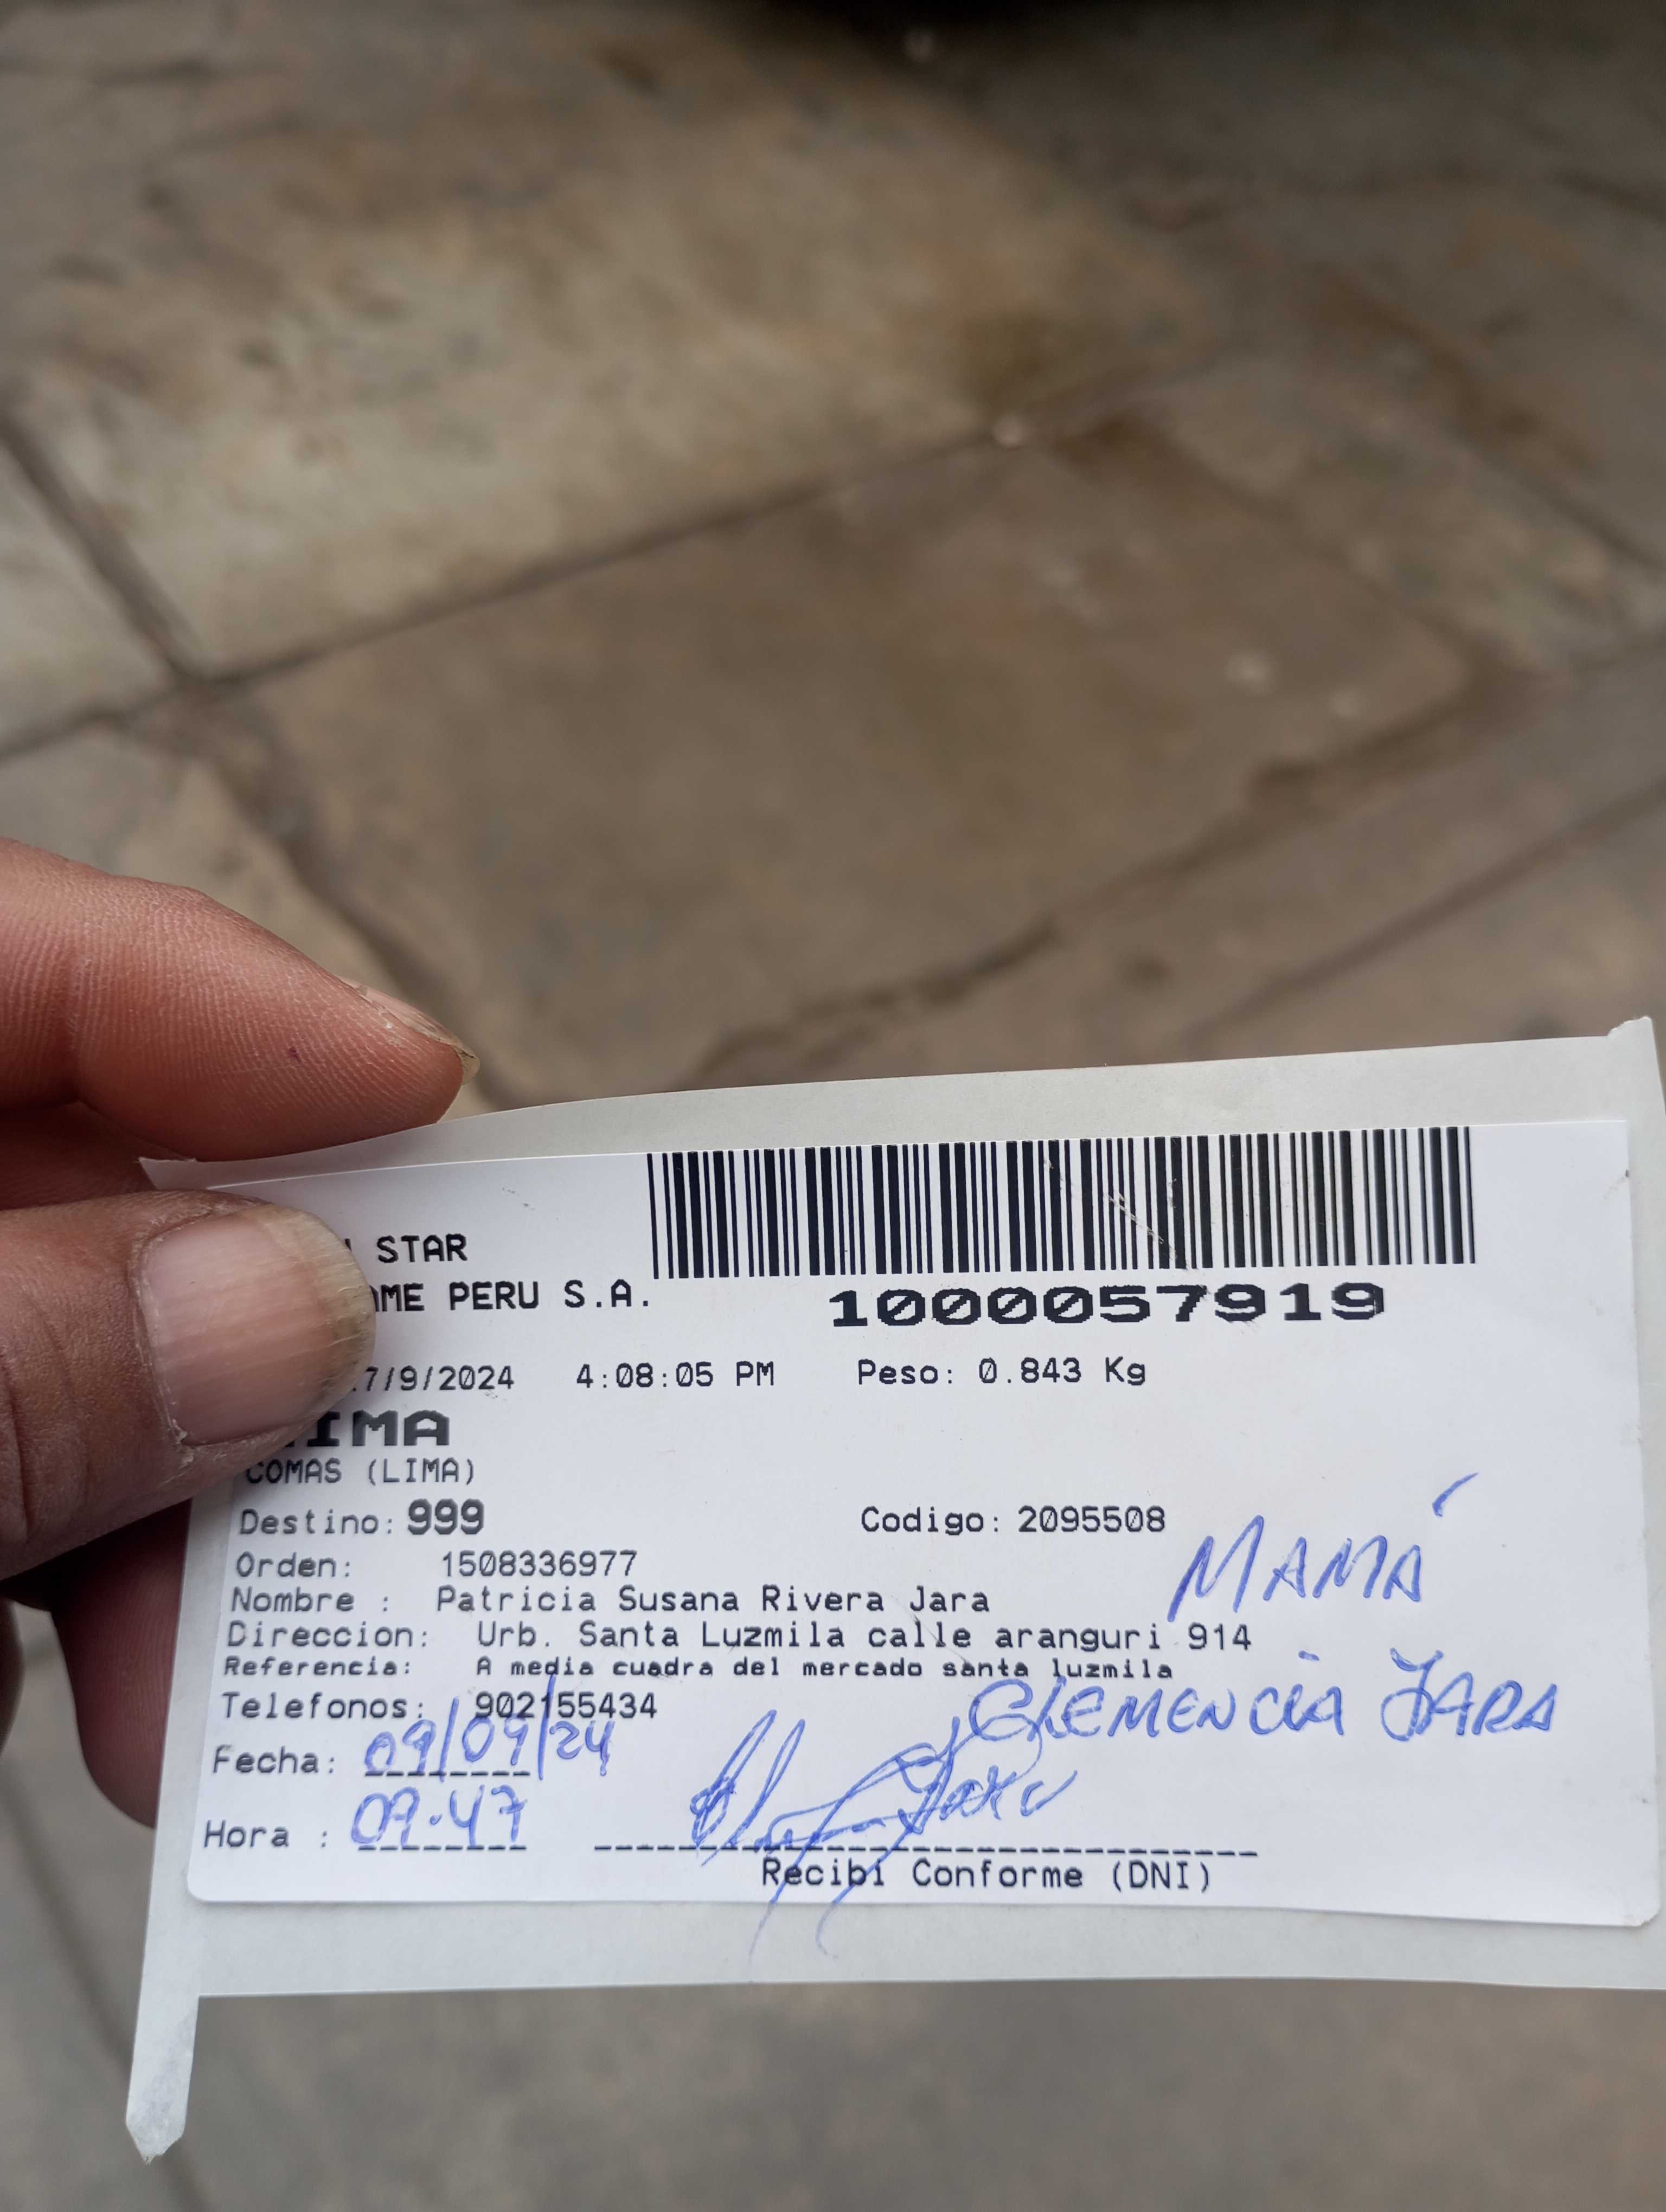 STAR
PERU S.A.
1000057919
7/9/2024 4:08:05 PM Peso: 0.843 Kg
LIMA
COMAS (LIMA)
Destino: 999 Codigo: 2095508
Orden: 1508336977
MAMÁ
Nombre : Patricia Susana Rivera Jara
Direccion: Urb. Santa Luzmila calle aranguri 914
Referencia: A media cuadra del mercado santa luzmila
Telefonos: 902155434
CLEMENCIA JARA
Fecha: 09/09/24
Hora : 09.47
Recibi Conforme (DNI)